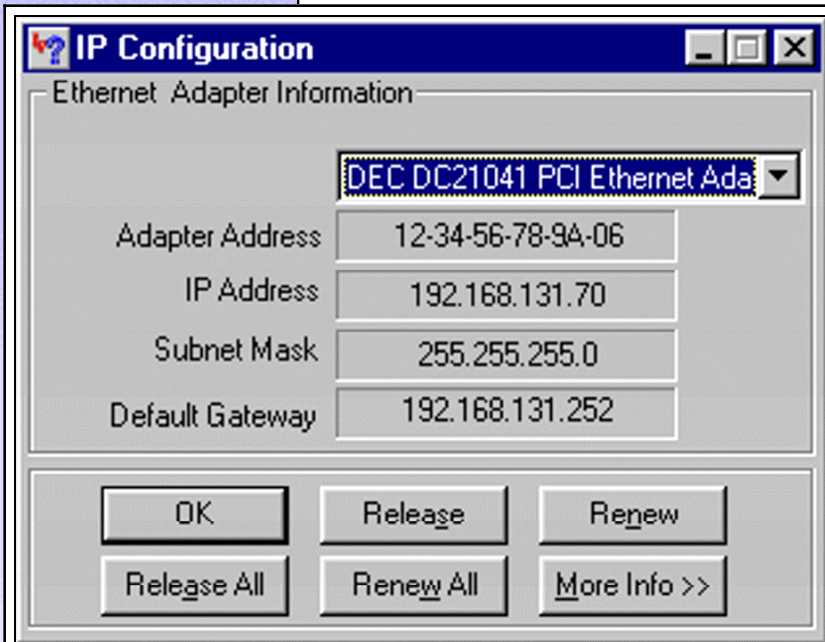 IP Configuration
Ethernet Adapter Information
DEC DC21041 PCI Ethernet Ada
Adapter Address 12-34-56-78-9A-06
IP Address 192.168.131.70
Subnet Mask 255.255.255.0
Default Gateway 192.168.131.252
OK Release Renew
Release All Renew All More Info >>